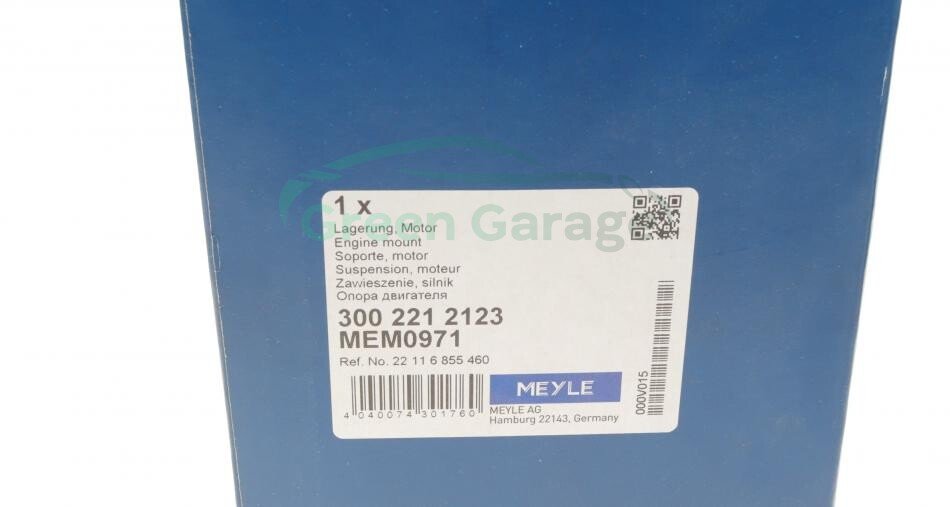 1 x
Green Garage
Lagerung, Motor
Engine mount
Soporte, motor
Suspension, moteur
Zawieszenie, silnik
Опора двигателя
300 221 2123
MEM0971
Ref. No. 22 11 6 855 460
4 040074 301760
MEYLE
MEYLE AG
Hamburg 22143, Germany
000V015